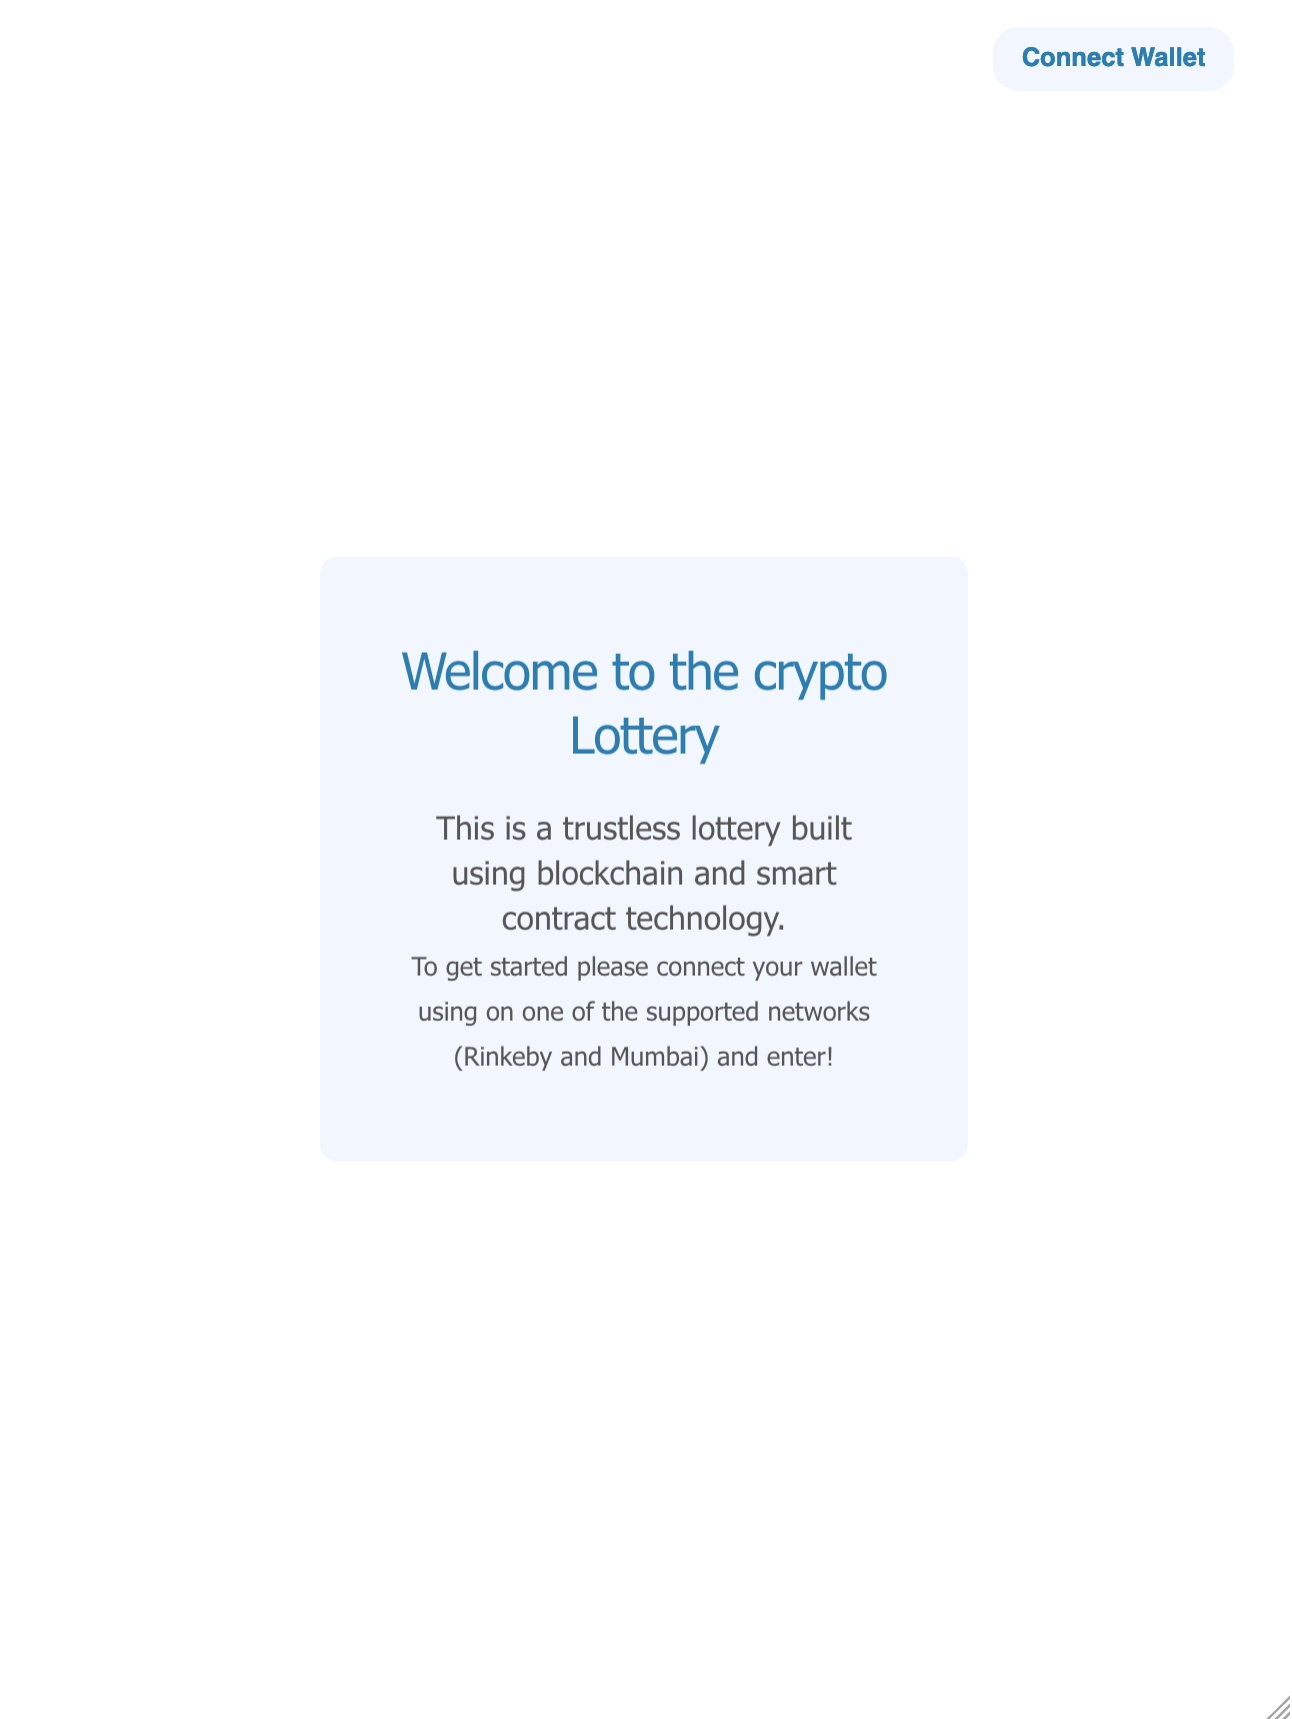 Connect Wallet
Welcome to the crypto
Lottery
This is a trustless lottery built
using blockchain and smart
contract technology.
To get started please connect your wallet
using on one of the supported networks
(Rinkeby and Mumbai) and enter!